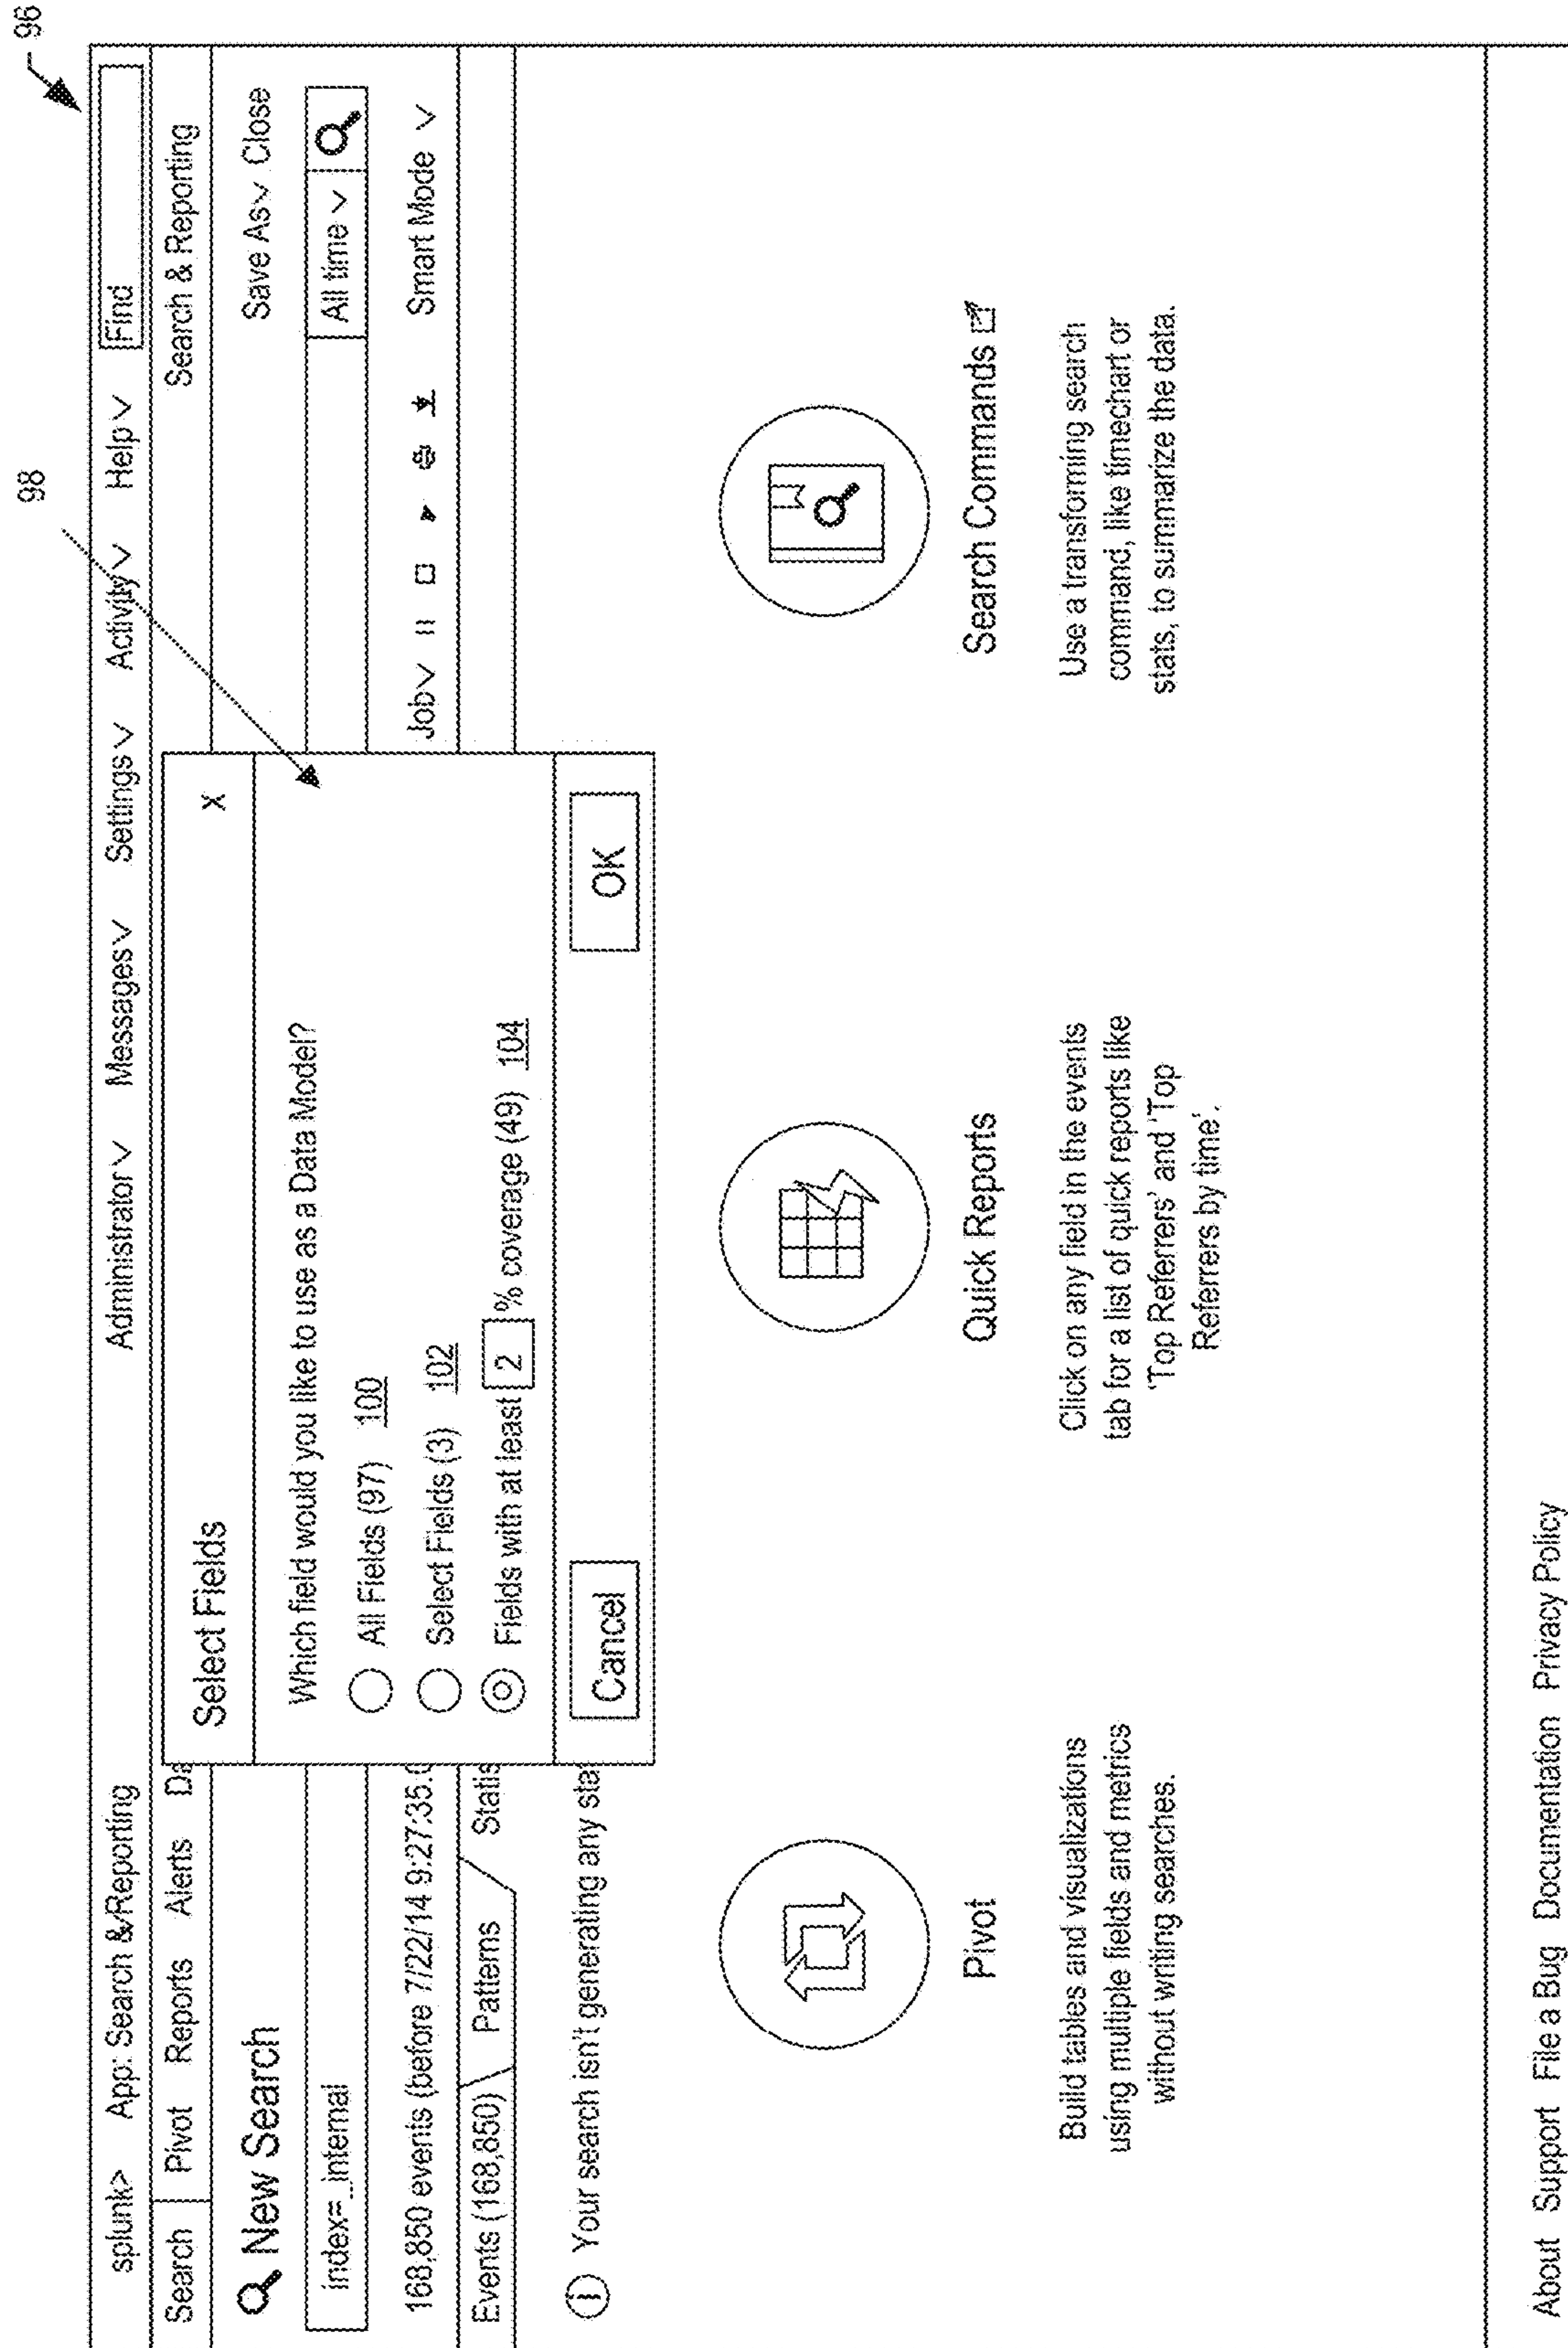 96
98
splunk> App: Search &Reporting Administrator Messages Settings Activity Help Find
Search Pivot Reports Alerts Da Search & Reporting
New Search Save As Close
index=_internal All time
168,850 events (before 7/22/14 9:27:35.0 Job Smart Mode
Events (168,850) Patterns Statis
Your search isn't generating any sta
Select Fields X
Which field would you like to use as a Data Model?
All Fields (97) 100
Select Fields (3) 102
Fields with at least 2 % coverage (49) 104
Cancel OK
Pivot
Build tables and visualizations
using multiple fields and metrics
without writing searches.
Quick Reports
Click on any field in the events
tab for a list of quick reports like
'Top Referrers' and 'Top
Referrers by time'.
Search Commands
Use a transforming search
command, like timechart or
stats, to summarize the data.
About Support File a Bug Documentation Privacy Policy